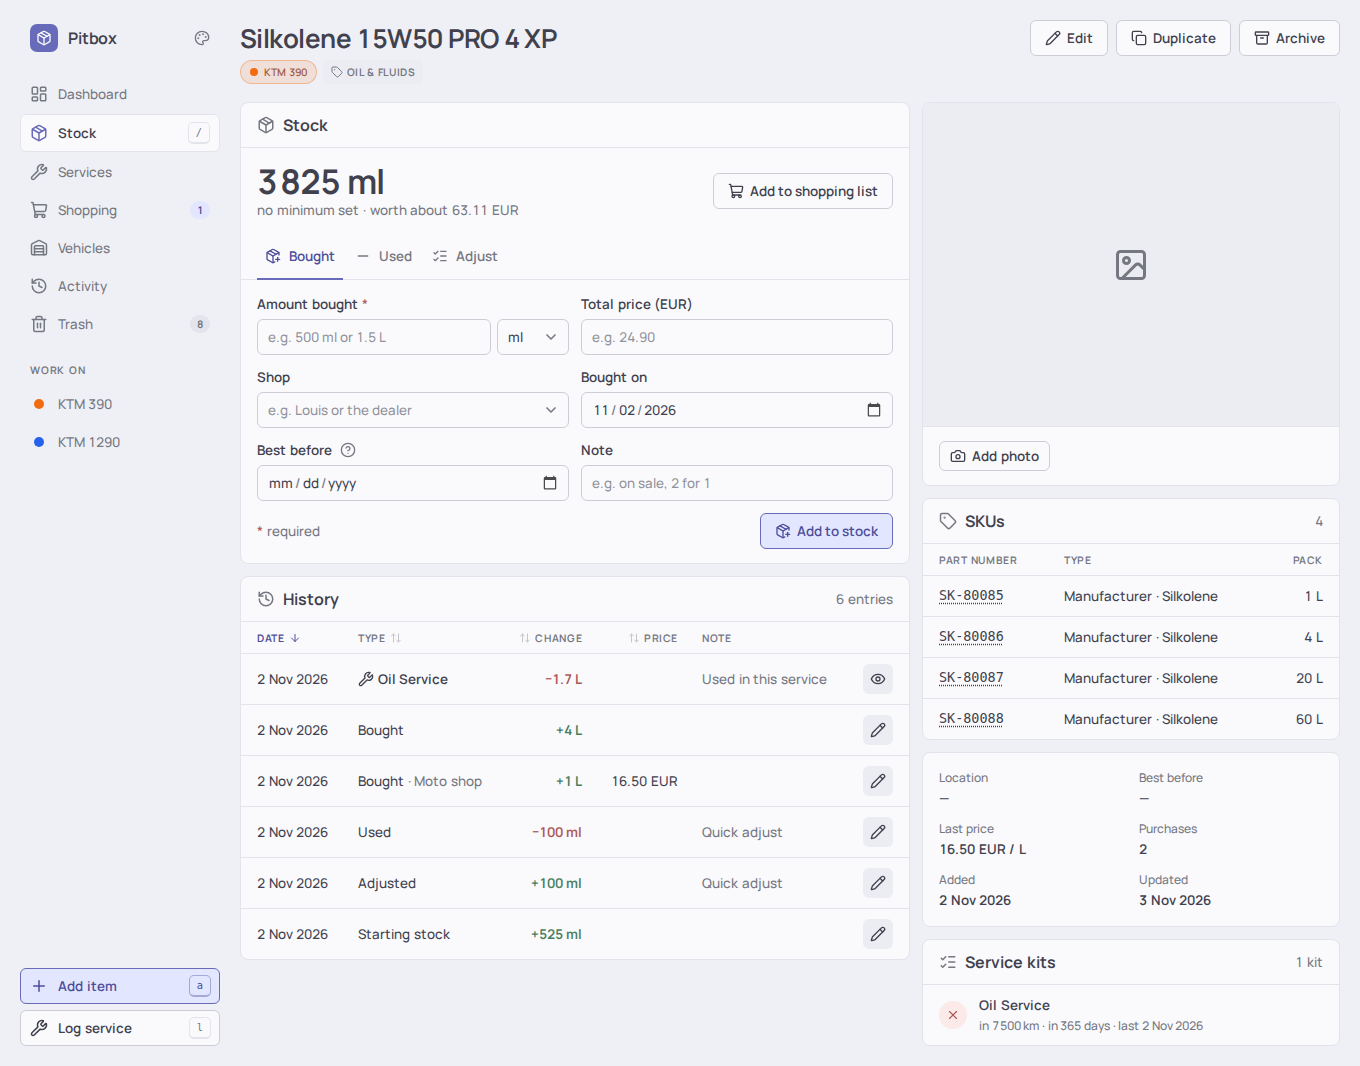 Pitbox
Dashboard
Stock /
Services
Shopping 1
Vehicles
Activity
Trash 8
WORK ON
KTM 390
KTM 1290
Add item a
Log service l
Silkolene 15W50 PRO 4 XP
KTM 390 OIL & FLUIDS
Edit Duplicate Archive
Stock
3 825 ml
no minimum set · worth about 63.11 EUR
Add to shopping list
Bought Used Adjust
Amount bought * Total price (EUR)
e.g. 500 ml or 1.5 L ml e.g. 24.90
Shop Bought on
e.g. Louis or the dealer 11 / 02 / 2026
Best before Note
mm / dd / yyyy e.g. on sale, 2 for 1
* required Add to stock
History 6 entries
DATE TYPE CHANGE PRICE NOTE
2 Nov 2026 Oil Service −1.7 L Used in this service
2 Nov 2026 Bought +4 L
2 Nov 2026 Bought · Moto shop +1 L 16.50 EUR
2 Nov 2026 Used −100 ml Quick adjust
2 Nov 2026 Adjusted +100 ml Quick adjust
2 Nov 2026 Starting stock +525 ml
Add photo
SKUs 4
PART NUMBER TYPE PACK
SK-80085 Manufacturer · Silkolene 1 L
SK-80086 Manufacturer · Silkolene 4 L
SK-80087 Manufacturer · Silkolene 20 L
SK-80088 Manufacturer · Silkolene 60 L
Location Best before
— —
Last price Purchases
16.50 EUR / L 2
Added Updated
2 Nov 2026 3 Nov 2026
Service kits 1 kit
Oil Service
in 7 500 km · in 365 days · last 2 Nov 2026